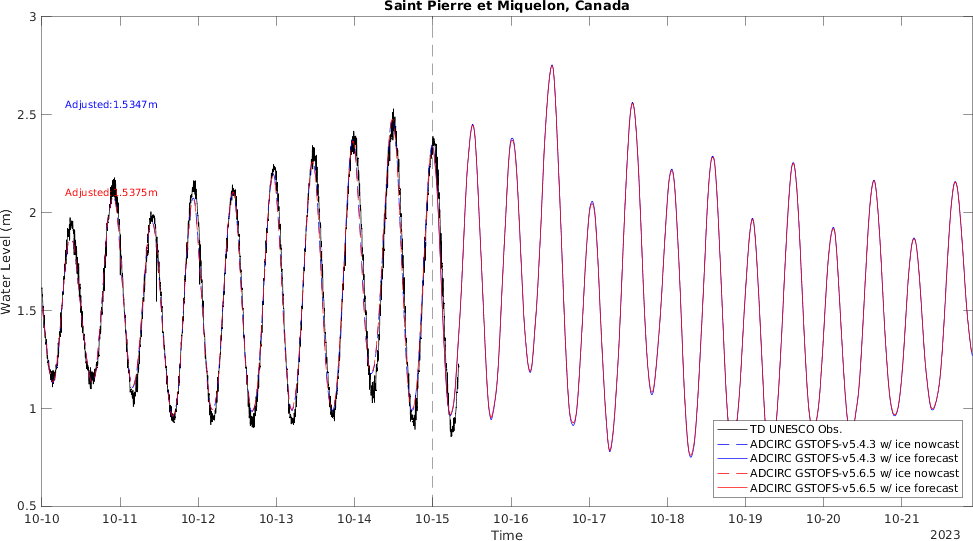 Saint Pierre et Miquelon, Canada
3
2.5
2
1.5
1
0.5
Water Level (m)
Adjusted:1.5347m
Adjusted:1.5375m
TD UNESCO Obs.
ADCIRC GSTOFS-v5.4.3 w/ ice nowcast
ADCIRC GSTOFS-v5.4.3 w/ ice forecast
ADCIRC GSTOFS-v5.6.5 w/ ice nowcast
ADCIRC GSTOFS-v5.6.5 w/ ice forecast
10-10 10-11 10-12 10-13 10-14 10-15 10-16 10-17 10-18 10-19 10-20 10-21
Time
2023